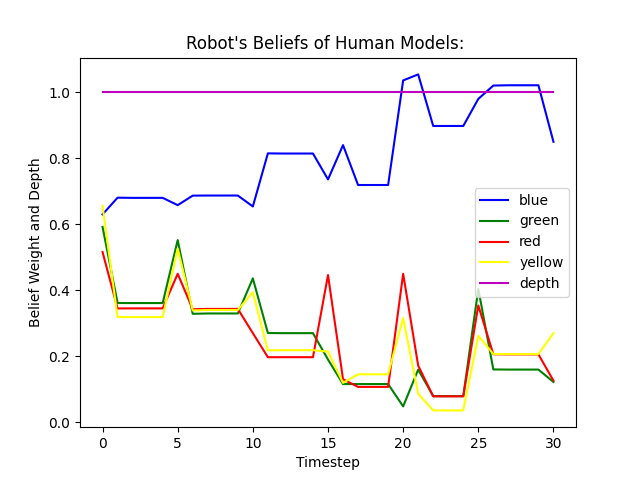 Robot's Beliefs of Human Models:
Belief Weight and Depth
1.0
0.8
0.6
0.4
0.2
0.0
blue
green
red
yellow
depth
0 5 10 15 20 25 30
Timestep